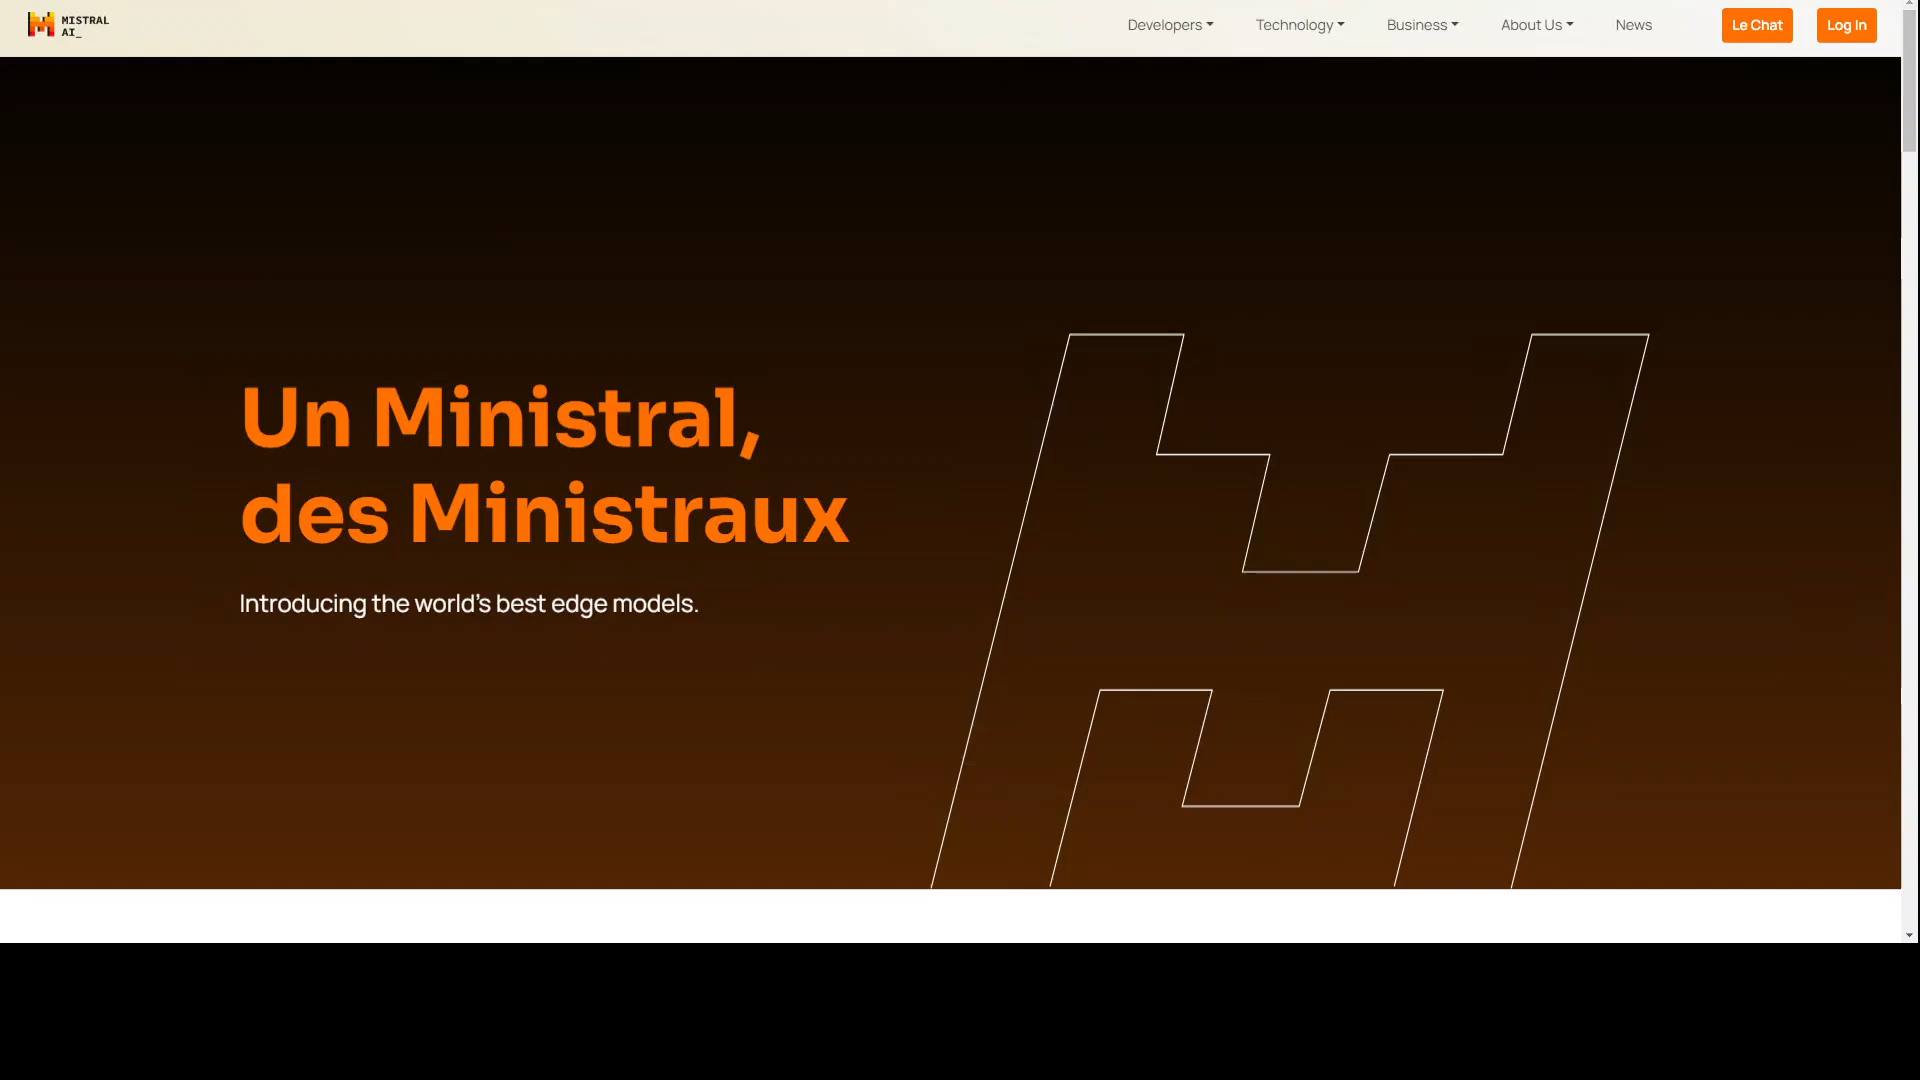 MISTRAL
AI_
Developers
Technology
Business
About Us
News
Le Chat
Log In
Un Ministral,
des Ministraux
Introducing the world's best edge models.